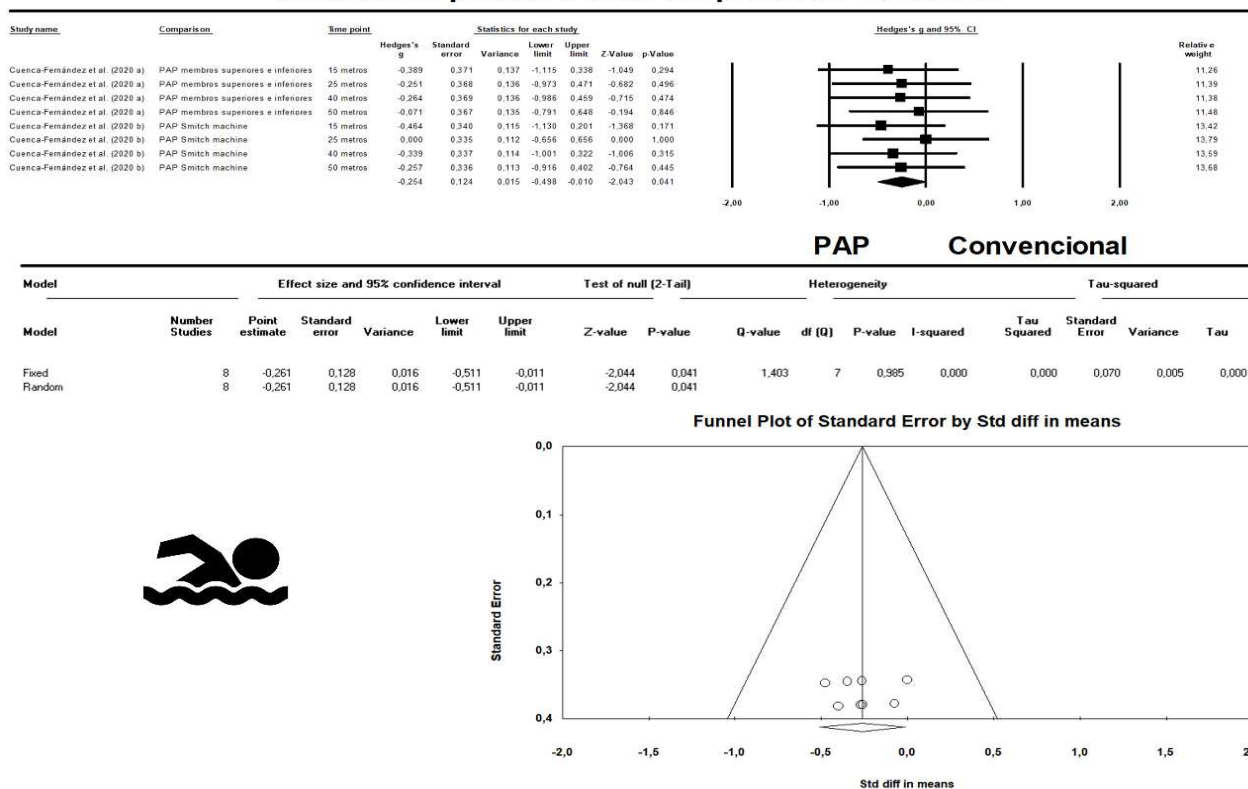 Study name Comparison Time point Statistics for each study Hedges's g and 95% CI
Hedges's g Standard error Variance Lower limit Upper limit Z-Value p-Value Relative weight
Cuenca-Fernández et al. (2020 a) PAP membros superiores e inferiores 15 metros -0,389 0,371 0,137 -1,115 0,338 -1,049 0,294 11,26
Cuenca-Fernández et al. (2020 a) PAP membros superiores e inferiores 25 metros -0,251 0,368 0,136 -0,973 0,471 -0,682 0,496 11,39
Cuenca-Fernández et al. (2020 a) PAP membros superiores e inferiores 40 metros -0,264 0,369 0,136 -0,986 0,459 -0,715 0,474 11,38
Cuenca-Fernández et al. (2020 a) PAP membros superiores e inferiores 50 metros -0,071 0,367 0,135 -0,791 0,648 -0,194 0,846 11,48
Cuenca-Fernández et al. (2020 b) PAP Smitch machine 15 metros -0,464 0,340 0,115 -1,130 0,201 -1,368 0,171 13,42
Cuenca-Fernández et al. (2020 b) PAP Smitch machine 25 metros 0,000 0,335 0,112 -0,656 0,656 0,000 1,000 13,79
Cuenca-Fernández et al. (2020 b) PAP Smitch machine 40 metros -0,339 0,337 0,114 -1,001 0,322 -1,006 0,315 13,59
Cuenca-Fernández et al. (2020 b) PAP Smitch machine 50 metros -0,257 0,336 0,113 -0,916 0,402 -0,764 0,445 13,68
-0,254 0,124 0,015 -0,498 -0,010 -2,043 0,041
-2,00 -1,00 0,00 1,00 2,00
PAP Convencional
Model Effect size and 95% confidence interval Test of null (2-Tail) Heterogeneity Tau-squared
Model Number Studies Point estimate Standard error Variance Lower limit Upper limit Z-value P-value Q-value df (Q) P-value I-squared Tau Squared Standard Error Variance Tau
Fixed 8 -0,261 0,128 0,016 -0,511 -0,011 -2,044 0,041 1,403 7 0,985 0,000 0,000 0,070 0,005 0,000
Random 8 -0,261 0,128 0,016 -0,511 -0,011 -2,044 0,041
Funnel Plot of Standard Error by Std diff in means
0,0
0,1
0,2
0,3
0,4
Standard Error
-2,0 -1,5 -1,0 -0,5 0,0 0,5 1,0 1,5
Std diff in means